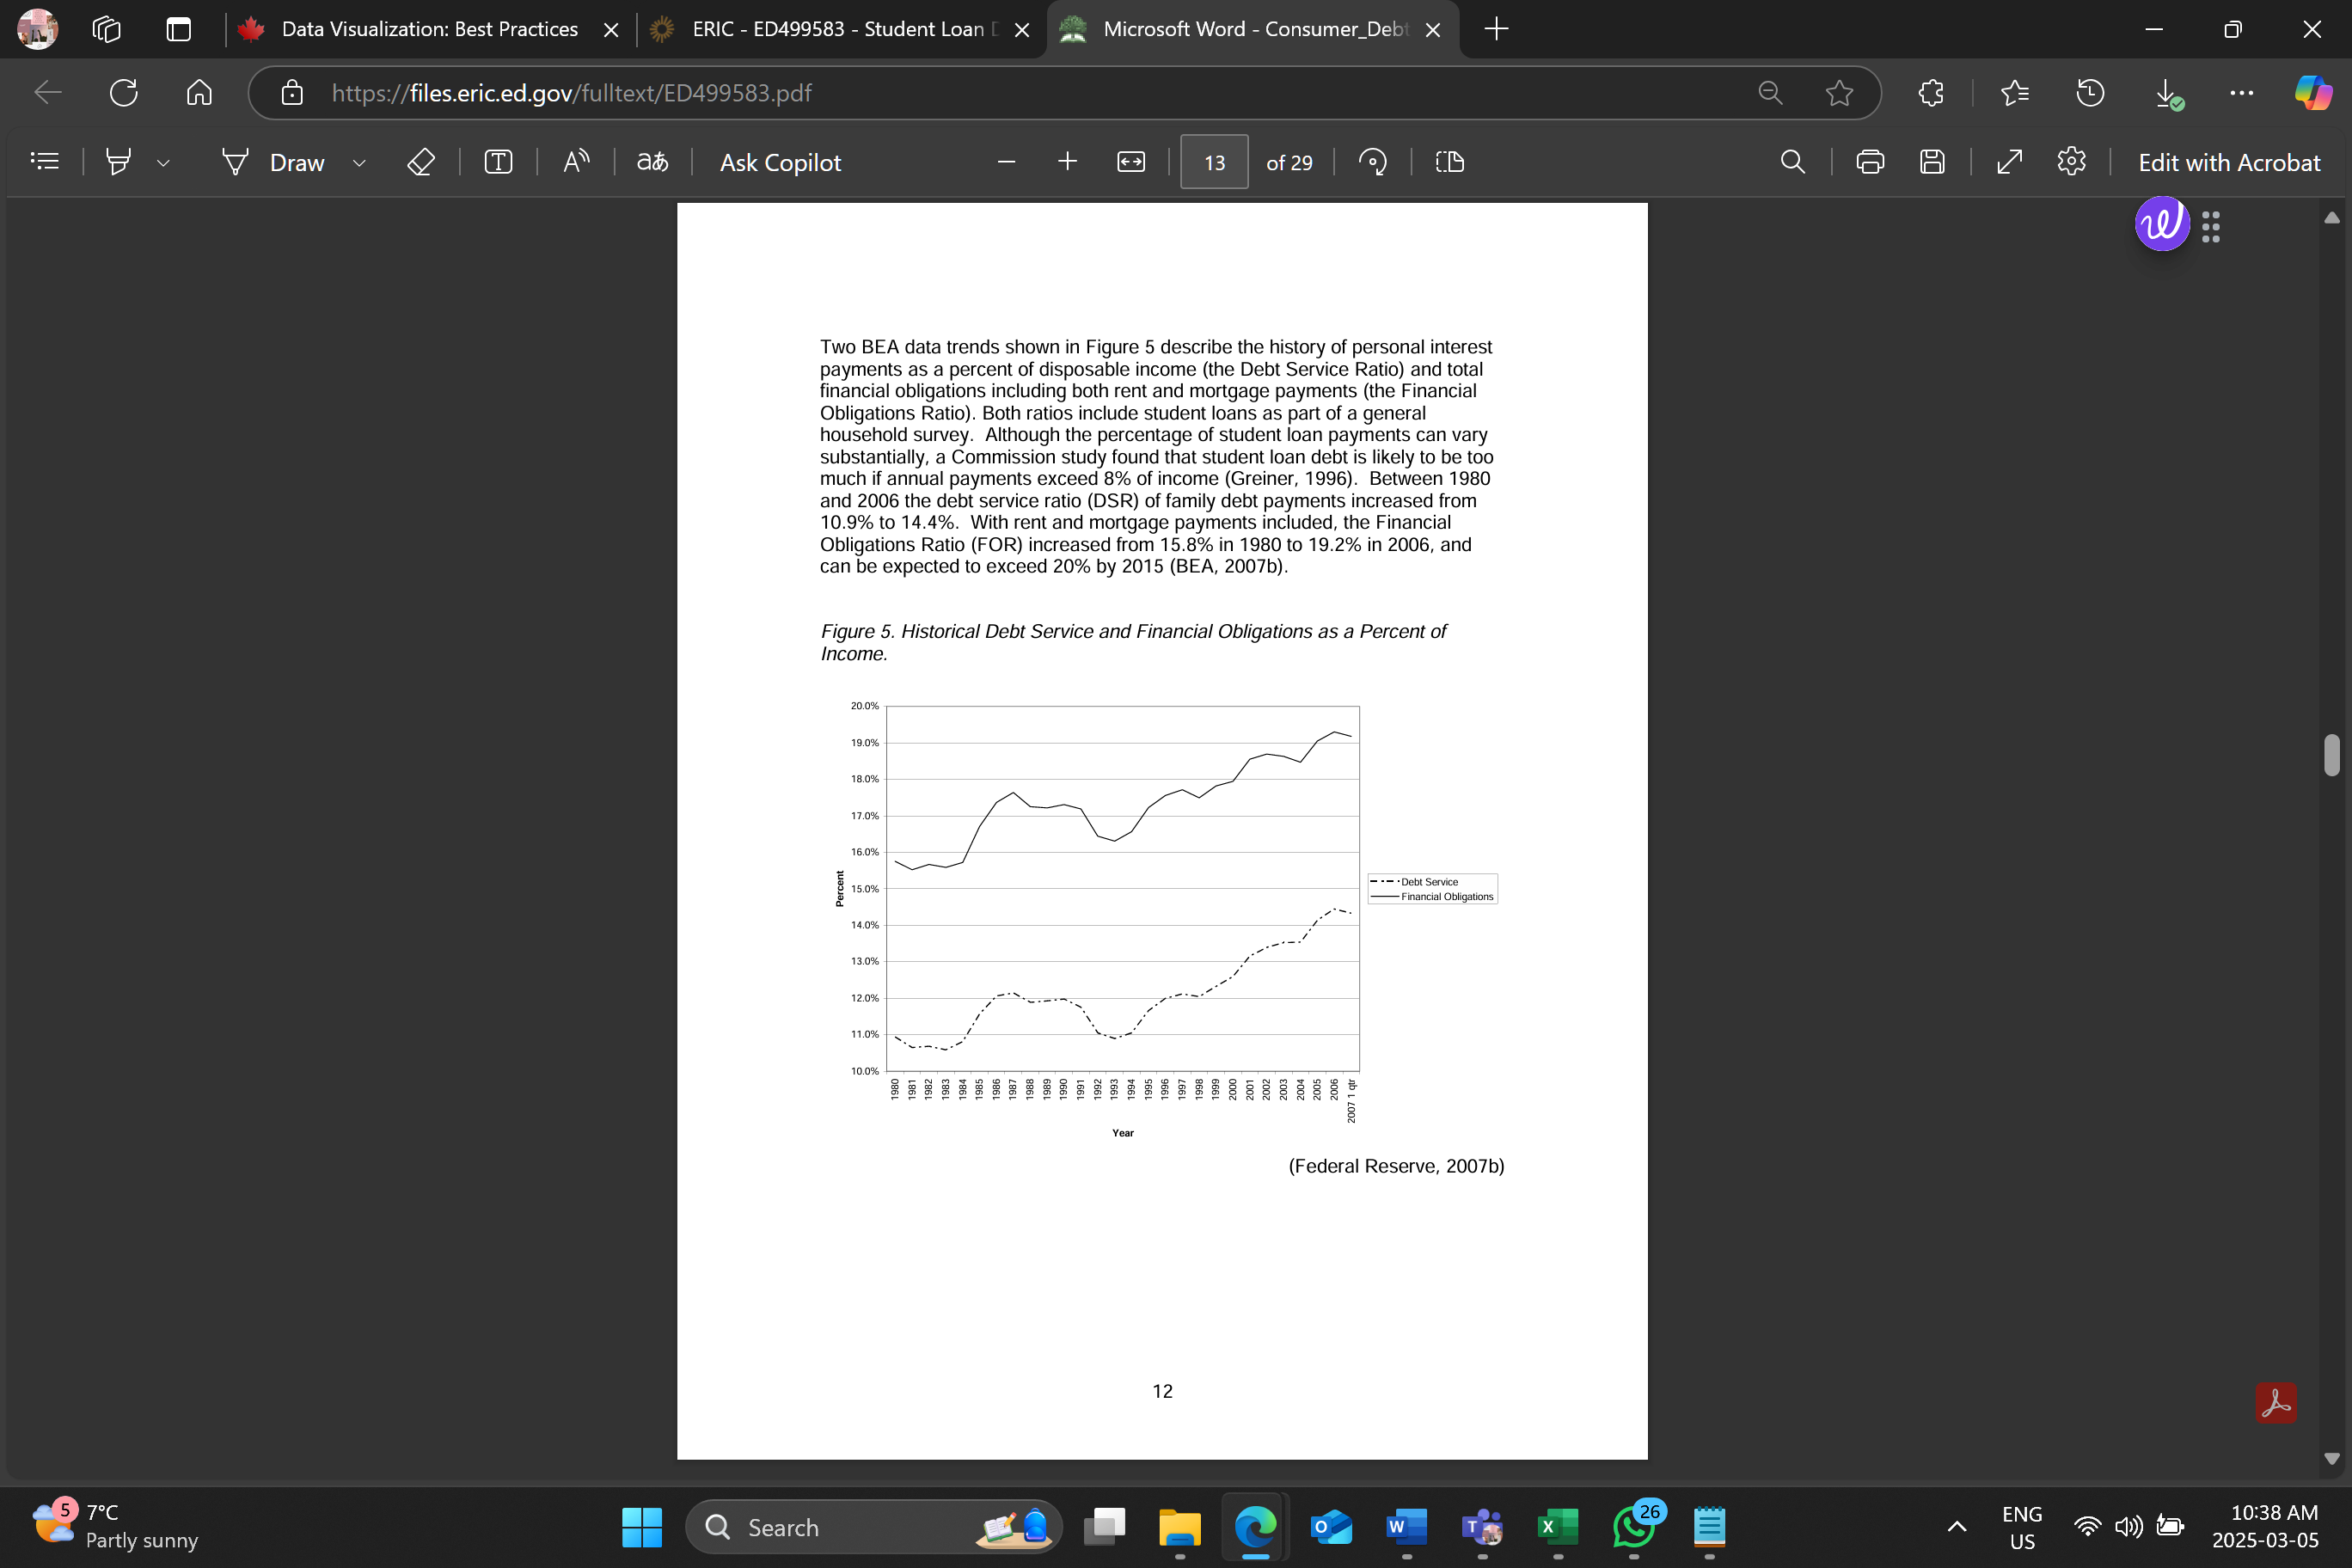 Data Visualization: Best Practices
ERIC - ED499583 - Student Loan
Microsoft Word - Consumer_Debt
https://files.eric.ed.gov/fulltext/ED499583.pdf
Draw
Ask Copilot
13
of 29
Edit with Acrobat
Two BEA data trends shown in Figure 5 describe the history of personal interest
payments as a percent of disposable income (the Debt Service Ratio) and total
financial obligations including both rent and mortgage payments (the Financial
Obligations Ratio). Both ratios include student loans as part of a general
household survey.  Although the percentage of student loan payments can vary
substantially, a Commission study found that student loan debt is likely to be too
much if annual payments exceed 8% of income (Greiner, 1996).  Between 1980
and 2006 the debt service ratio (DSR) of family debt payments increased from
10.9% to 14.4%.  With rent and mortgage payments included, the Financial
Obligations Ratio (FOR) increased from 15.8% in 1980 to 19.2% in 2006, and
can be expected to exceed 20% by 2015 (BEA, 2007b).
Figure 5. Historical Debt Service and Financial Obligations as a Percent of
Income.
20.0%
19.0%
18.0%
17.0%
16.0%
15.0%
14.0%
13.0%
12.0%
11.0%
10.0%
Percent
Debt Service
Financial Obligations
1980
1981
1982
1983
1984
1985
1986
1987
1988
1989
1990
1991
1992
1993
1994
1995
1996
1997
1998
1999
2000
2001
2002
2003
2004
2005
2006
2007 1 qtr
Year
(Federal Reserve, 2007b)
12
5
7°C
Partly sunny
Search
26
ENG
US
10:38 AM
2025-03-05